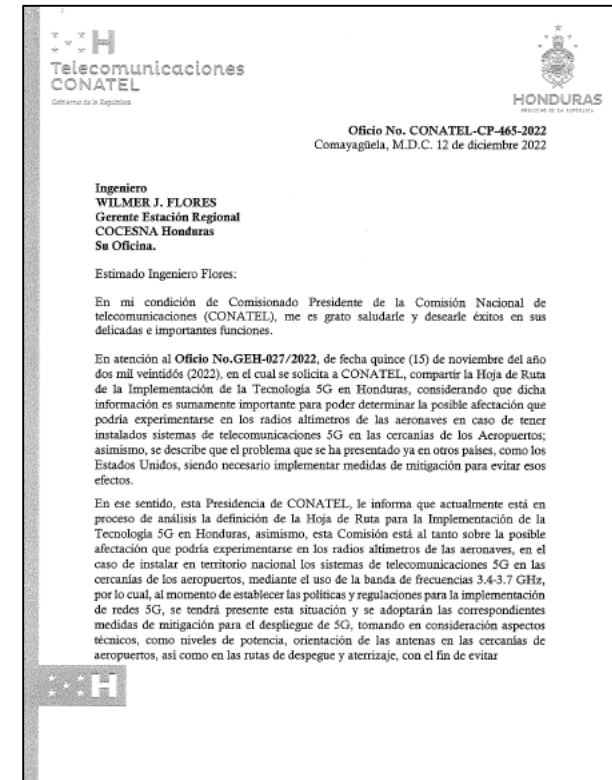 H
Telecomunicaciones
CONATEL
Gobierno de la República
HONDURAS
GOBIERNO DE LA REPÚBLICA
Oficio No. CONATEL-CP-465-2022
Comayagüela, M.D.C. 12 de diciembre 2022
Ingeniero
WILMER J. FLORES
Gerente Estación Regional
COCESNA Honduras
Su Oficina.
Estimado Ingeniero Flores:
En mi condición de Comisionado Presidente de la Comisión Nacional de
telecomunicaciones (CONATEL), me es grato saludarle y desearle éxitos en sus
delicadas e importantes funciones.
En atención al Oficio No.GEH-027/2022, de fecha quince (15) de noviembre del año
dos mil veintidós (2022), en el cual se solicita a CONATEL, compartir la Hoja de Ruta
de la Implementación de la Tecnología 5G en Honduras, considerando que dicha
información es sumamente importante para poder determinar la posible afectación que
podría experimentarse en los radios altímetros de las aeronaves en caso de tener
instalados sistemas de telecomunicaciones 5G en las cercanías de los Aeropuertos;
asimismo, se describe que el problema que se ha presentado ya en otros países, como los
Estados Unidos, siendo necesario implementar medidas de mitigación para evitar esos
efectos.
En ese sentido, esta Presidencia de CONATEL, le informa que actualmente está en
proceso de análisis la definición de la Hoja de Ruta para la Implementación de la
Tecnología 5G en Honduras, asimismo, esta Comisión está al tanto sobre la posible
afectación que podría experimentarse en los radios altímetros de las aeronaves, en el
caso de instalar en territorio nacional los sistemas de telecomunicaciones 5G en las
cercanías de los aeropuertos, mediante el uso de la banda de frecuencias 3.4-3.7 GHz,
por lo cual, al momento de establecer las políticas y regulaciones para la implementación
de redes 5G, se tendrá presente esta situación y se adoptarán las correspondientes
medidas de mitigación para el despliegue de 5G, tomando en consideración aspectos
técnicos, como niveles de potencia, orientación de las antenas en las cercanías de
aeropuertos, así como en las rutas de despegue y aterrizaje, con el fin de evitar
H